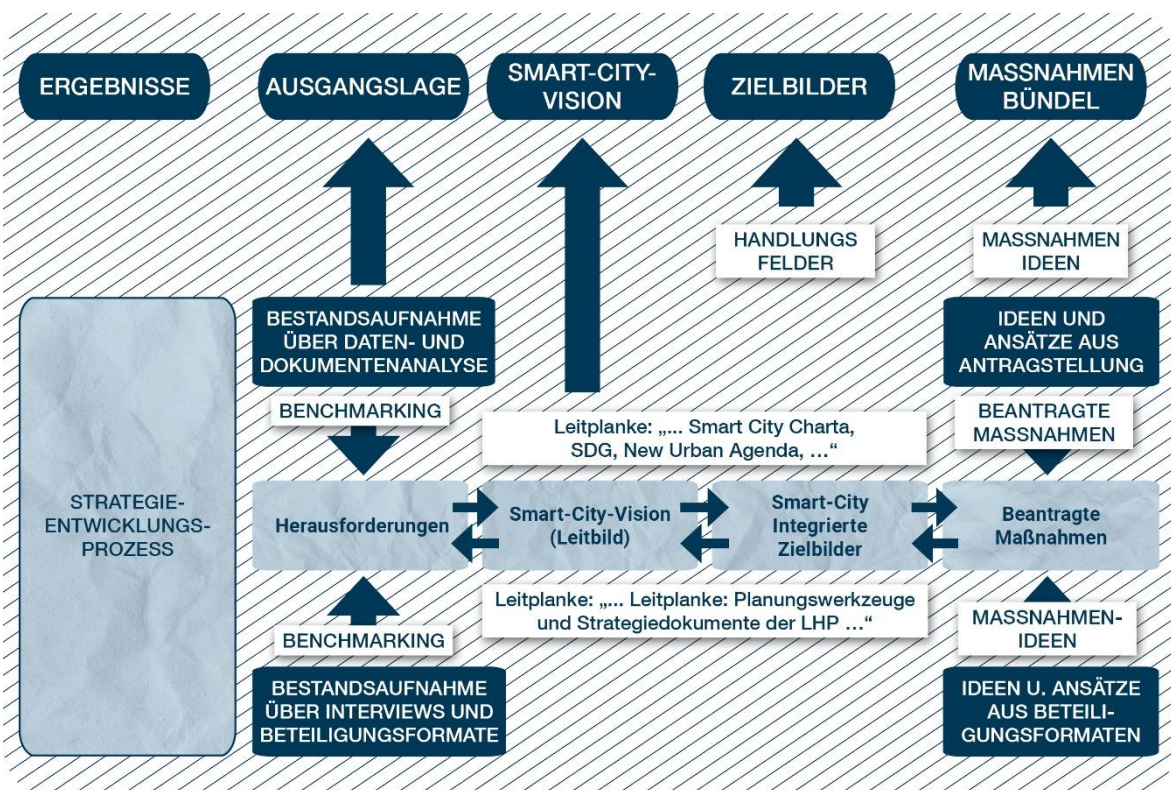 ERGEBNISSE
AUSGANGSLAGE
SMART-CITY-
VISION
ZIELBILDER
MASSNAHMEN
BÜNDEL
HANDLUNGS
FELDER
MASSNAHMEN
IDEEN
BESTANDSAUFNAHME
ÜBER DATEN- UND
DOKUMENTENANALYSE
IDEEN UND
ANSÄTZE AUS
ANTRAGSTELLUNG
BENCHMARKING
Leitplanke: „... Smart City Charta,
SDG, New Urban Agenda, …“
BEANTRAGTE
MASSNAHMEN
STRATEGIE-
ENTWICKLUNGS-
PROZESS
Herausforderungen
Smart-City-Vision
(Leitbild)
Smart-City
Integrierte
Zielbilder
Beantragte
Maßnahmen
BENCHMARKING
Leitplanke: „... Leitplanke: Planungswerkzeuge
und Strategiedokumente der LHP …“
MASSNAHMEN-
IDEEN
BESTANDSAUFNAHME
ÜBER INTERVIEWS UND
BETEILIGUNGSFORMATE
IDEEN U. ANSÄTZE
AUS BETEILI-
GUNGSFORMATEN